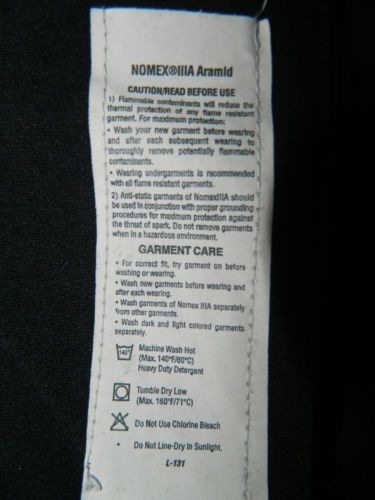 NOMEX®IIIA Aramid
CAUTION/READ BEFORE USE
1) Flammable contaminants will reduce the
thermal protection of any flame resistant
garment. For maximum protection:
• Wash your new garment before wearing
and after each subsequent wearing to
thoroughly remove potentially flammable
contaminants.
• Wearing undergarments is recommended
with all flame resistant garments.
2) Anti-static garments of NomexIIIA should
be used in conjunction with proper grounding
procedures for maximum protection against
the threat of spark. Do not remove garments
when in a hazardous environment.
GARMENT CARE
• For correct fit, try garment on before
washing or wearing.
• Wash new garments before wearing and
after each wearing.
• Wash garments of Nomex IIIA separately
from other garments.
• Wash dark and light colored garments
separately.
140°
Machine Wash Hot
(Max. 140°F/60°C)
Heavy Duty Detergent
Tumble Dry Low
(Max. 160°F/71°C)
Do Not Use Chlorine Bleach
• Do Not Line-Dry In Sunlight.
L-131